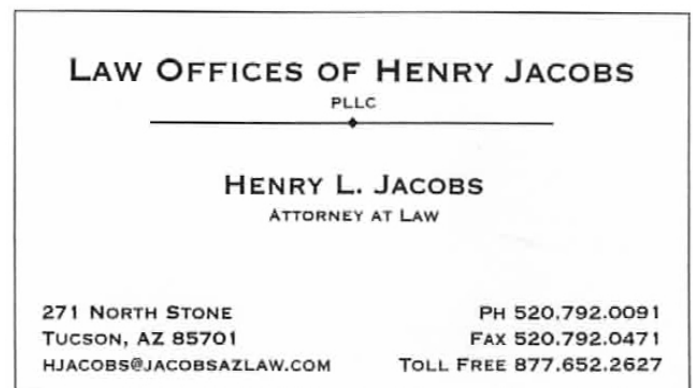 LAW OFFICES OF HENRY JACOBS
PLLC
HENRY L. JACOBS
ATTORNEY AT LAW
271 NORTH STONE
TUCSON, AZ 85701
HJACOBS@JACOBSAZLAW.COM
PH 520.792.0091
FAX 520.792.0471
TOLL FREE 877.652.2627